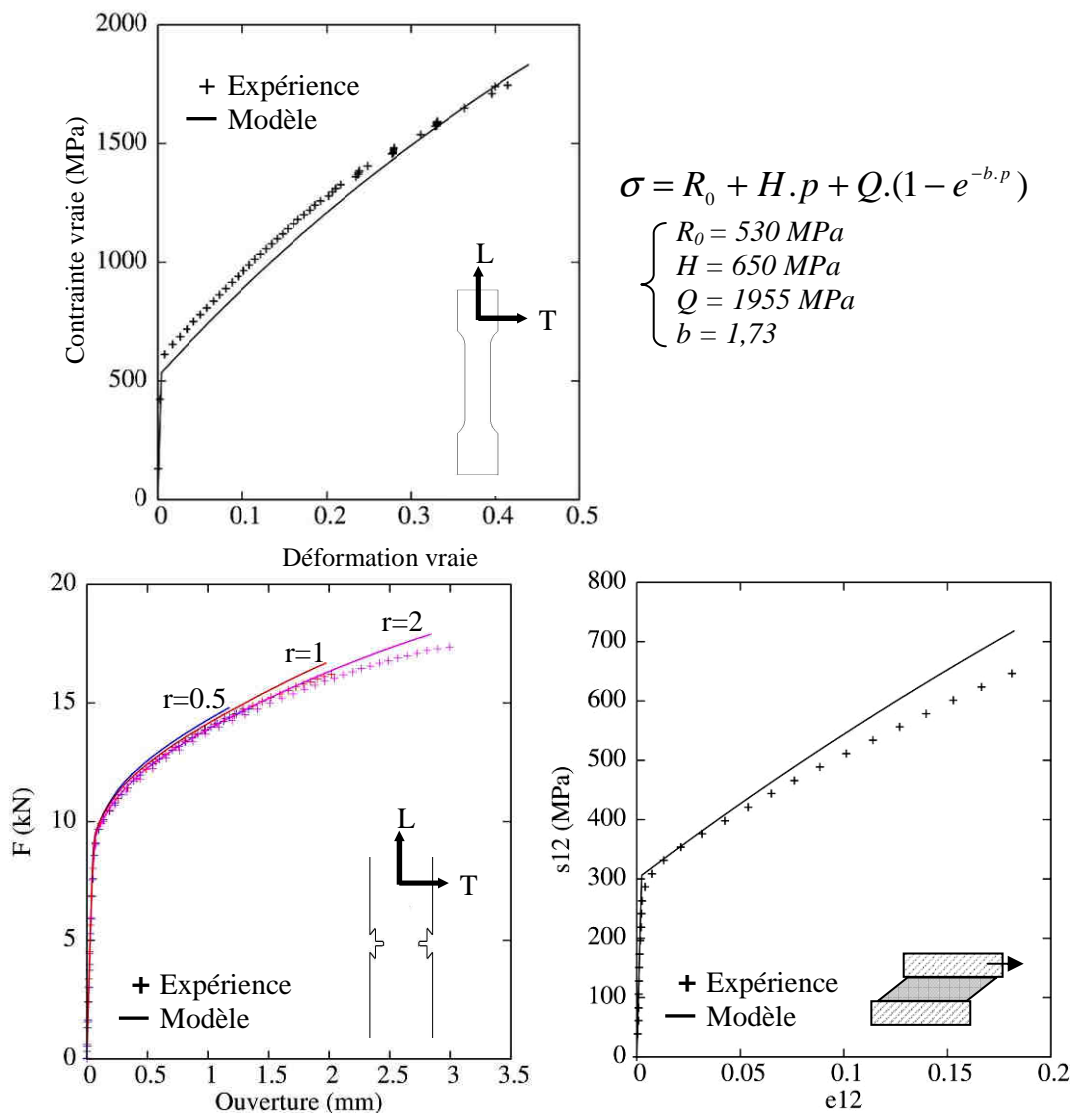 2000
1500
1000
500
0
Contrainte vraie (MPa)
+ Expérience
— Modèle
L
T
0 0.1 0.2 0.3 0.4 0.5
Déformation vraie
σ = R₀ + H.p + Q.(1 − e^{−b.p})
R₀ = 530 MPa
H = 650 MPa
Q = 1955 MPa
b = 1,73
20
15
10
5
0
F (kN)
r=0.5
r=1
r=2
L
T
+ Expérience
— Modèle
0 0.5 1 1.5 2 2.5 3 3.5
Ouverture (mm)
800
700
600
500
400
300
200
100
0
s12 (MPa)
+ Expérience
— Modèle
0 0.05 0.1 0.15 0.2
e12